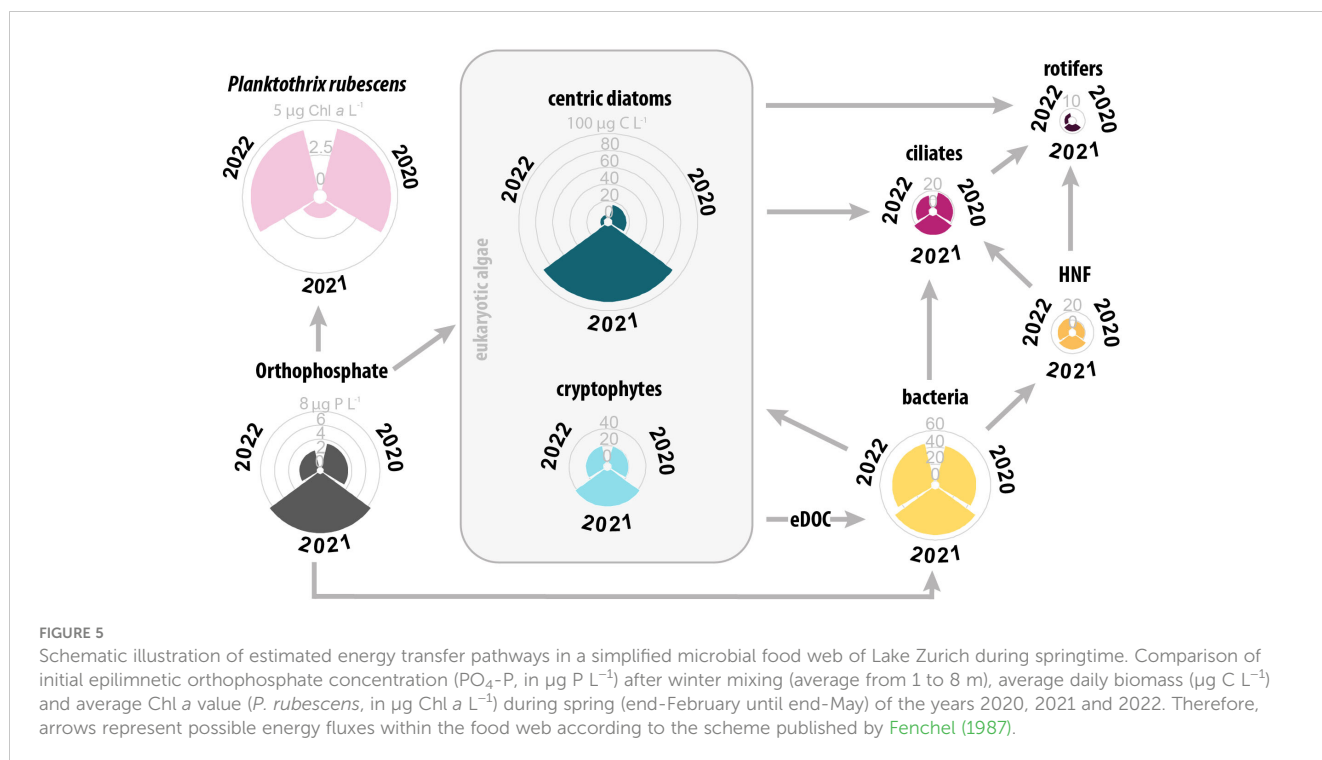 Planktothrix rubescens
5 µg Chl a L⁻¹
2.5
0
2022
2020
2021
Orthophosphate
8 µg P L⁻¹
6
4
2
0
2022
2020
2021
eukaryotic algae
centric diatoms
100 µg C L⁻¹
80
60
40
20
0
2022
2020
2021
cryptophytes
40
20
0
2022
2020
2021
eDOC
rotifers
10
2022
2020
2021
ciliates
20
0
2022
2020
2021
HNF
20
0
2022
2020
2021
bacteria
60
40
20
0
2022
2020
2021
FIGURE 5
Schematic illustration of estimated energy transfer pathways in a simplified microbial food web of Lake Zurich during springtime. Comparison of
initial epilimnetic orthophosphate concentration (PO₄-P, in µg P L⁻¹) after winter mixing (average from 1 to 8 m), average daily biomass (µg C L⁻¹)
and average Chl a value (P. rubescens, in µg Chl a L⁻¹) during spring (end-February until end-May) of the years 2020, 2021 and 2022. Therefore,
arrows represent possible energy fluxes within the food web according to the scheme published by Fenchel (1987).